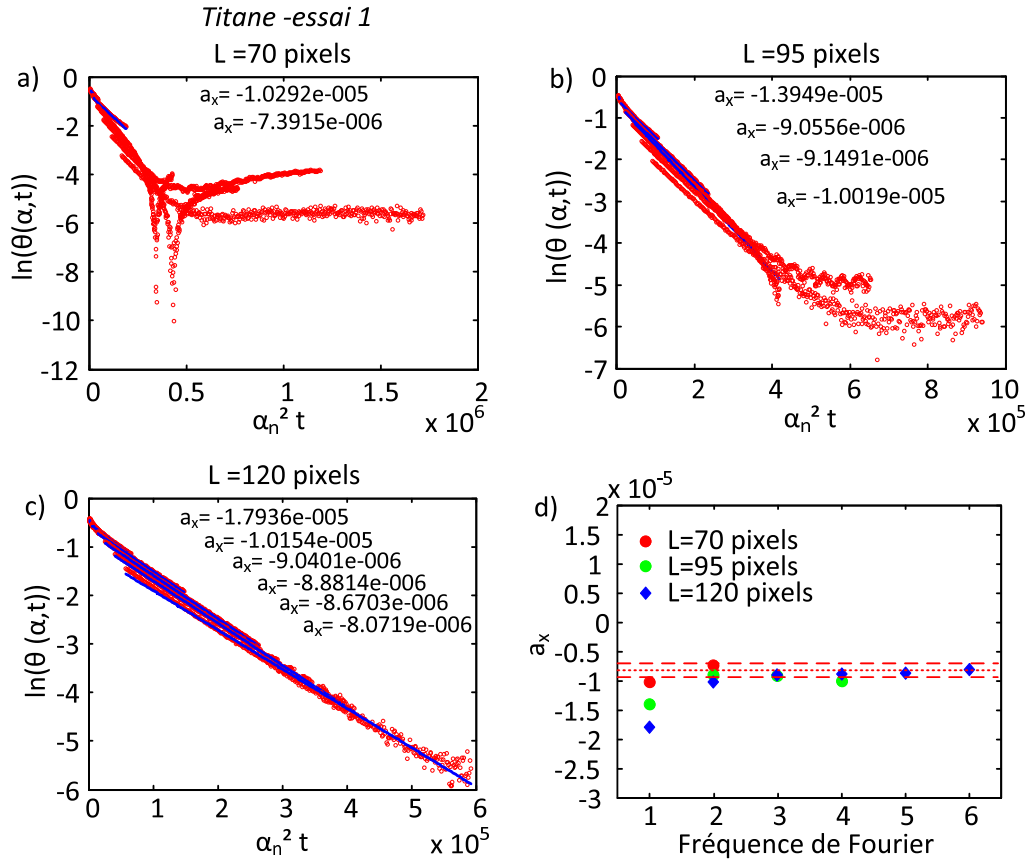 Titane -essai 1
L =70 pixels
a)
0
-2
-4
-6
-8
-10
-12
ln(θ(α,t))
aₓ= -1.0292e-005
aₓ= -7.3915e-006
0
0.5
1
1.5
2
αₙ² t
x 10⁶
L =95 pixels
b)
0
-1
-2
-3
-4
-5
-6
-7
ln(θ (α,t))
aₓ= -1.3949e-005
aₓ= -9.0556e-006
aₓ= -9.1491e-006
aₓ= -1.0019e-005
0
2
4
6
8
10
αₙ² t
x 10⁵
L =120 pixels
c)
0
-1
-2
-3
-4
-5
-6
ln(θ (α,t))
aₓ= -1.7936e-005
aₓ= -1.0154e-005
aₓ= -9.0401e-006
aₓ= -8.8814e-006
aₓ= -8.6703e-006
aₓ= -8.0719e-006
0
1
2
3
4
5
6
αₙ² t
x 10⁵
x 10⁻⁵
d)
2
1.5
1
0.5
0
-0.5
-1
-1.5
-2
-2.5
-3
aₓ
L=70 pixels
L=95 pixels
L=120 pixels
1
2
3
4
5
6
Fréquence de Fourier